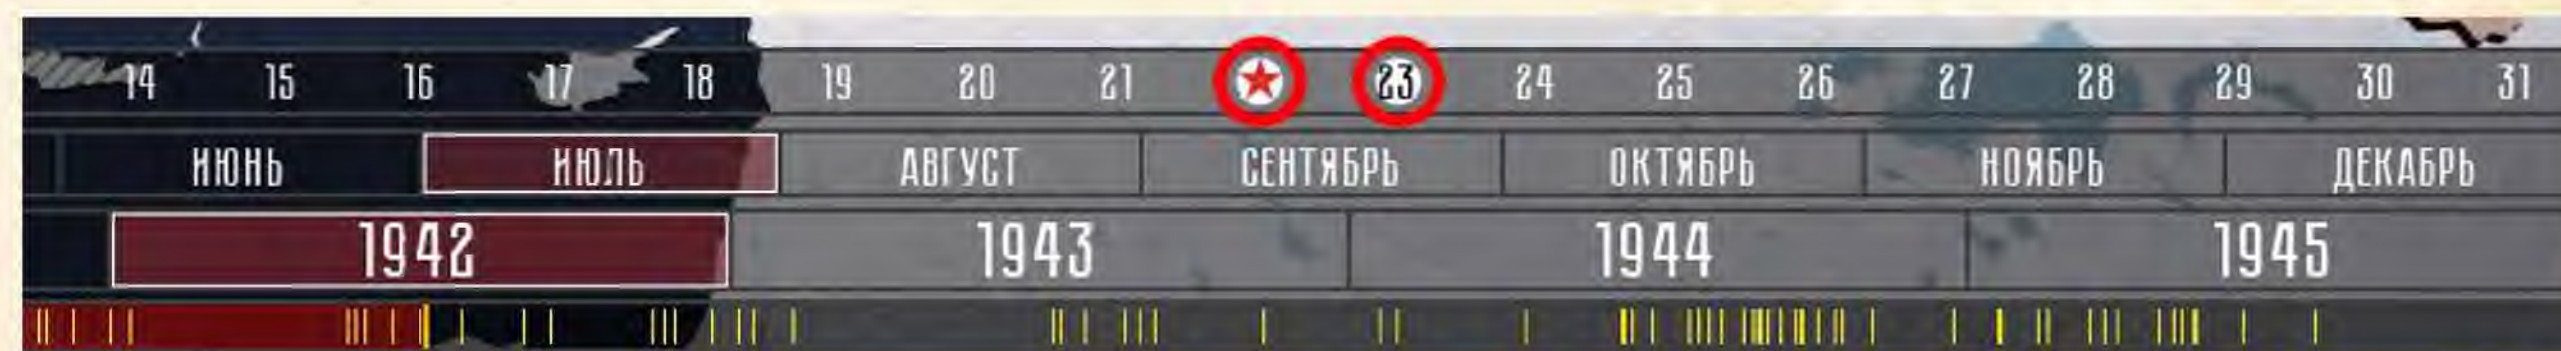 14 15 16 17 18 19 20 21 23 24 25 26 27 28 29 30 31
ИЮНЬ ИЮЛЬ АВГУСТ СЕНТЯБРЬ ОКТЯБРЬ НОЯБРЬ ДЕКАБРЬ
1942 1943 1944 1945